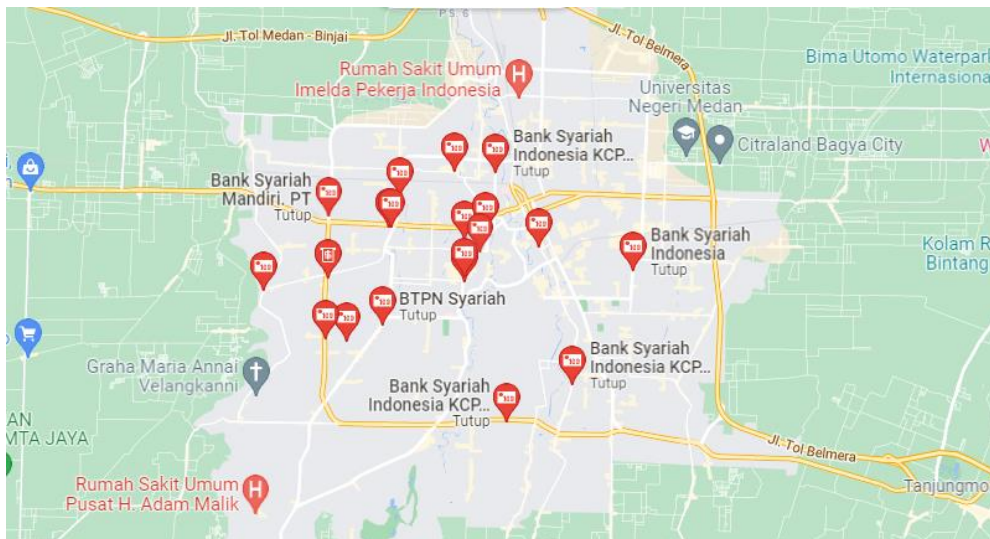 P.S. 6
Jl. Tol Medan - Binjai
Jl. Tol Belmera
Rumah Sakit Umum
Imelda Pekerja Indonesia
Universitas
Negeri Medan
Bima Utomo Waterpark
Internasiona
Citraland Bagya City
Bank Syariah
Indonesia KCP...
Tutup
Bank Syariah
Mandiri. PT
Tutup
Bank Syariah
Indonesia
Tutup
Kolam R
Bintang
BTPN Syariah
Tutup
Graha Maria Annai
Velangkanni
Bank Syariah
Indonesia KCP...
Tutup
Bank Syariah
Indonesia KCP...
Tutup
AN
MTA JAYA
Jl. Tol Belmera
Rumah Sakit Umum
Pusat H. Adam Malik
Tanjungmo